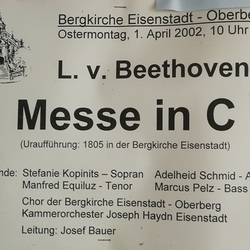 Bergkirche Eisenstadt - Oberbe
Ostermontag, 1. April 2002, 10 Uhr
L. v. Beethoven
Messe in C
(Uraufführung: 1805 in der Bergkirche Eisenstadt)
nde: Stefanie Kopinits – Sopran Adelheid Schmid - A
Manfred Equiluz - Tenor Marcus Pelz - Bass
Chor der Bergkirche Eisenstadt - Oberberg
Kammerorchester Joseph Haydn Eisenstadt
Leitung: Josef Bauer